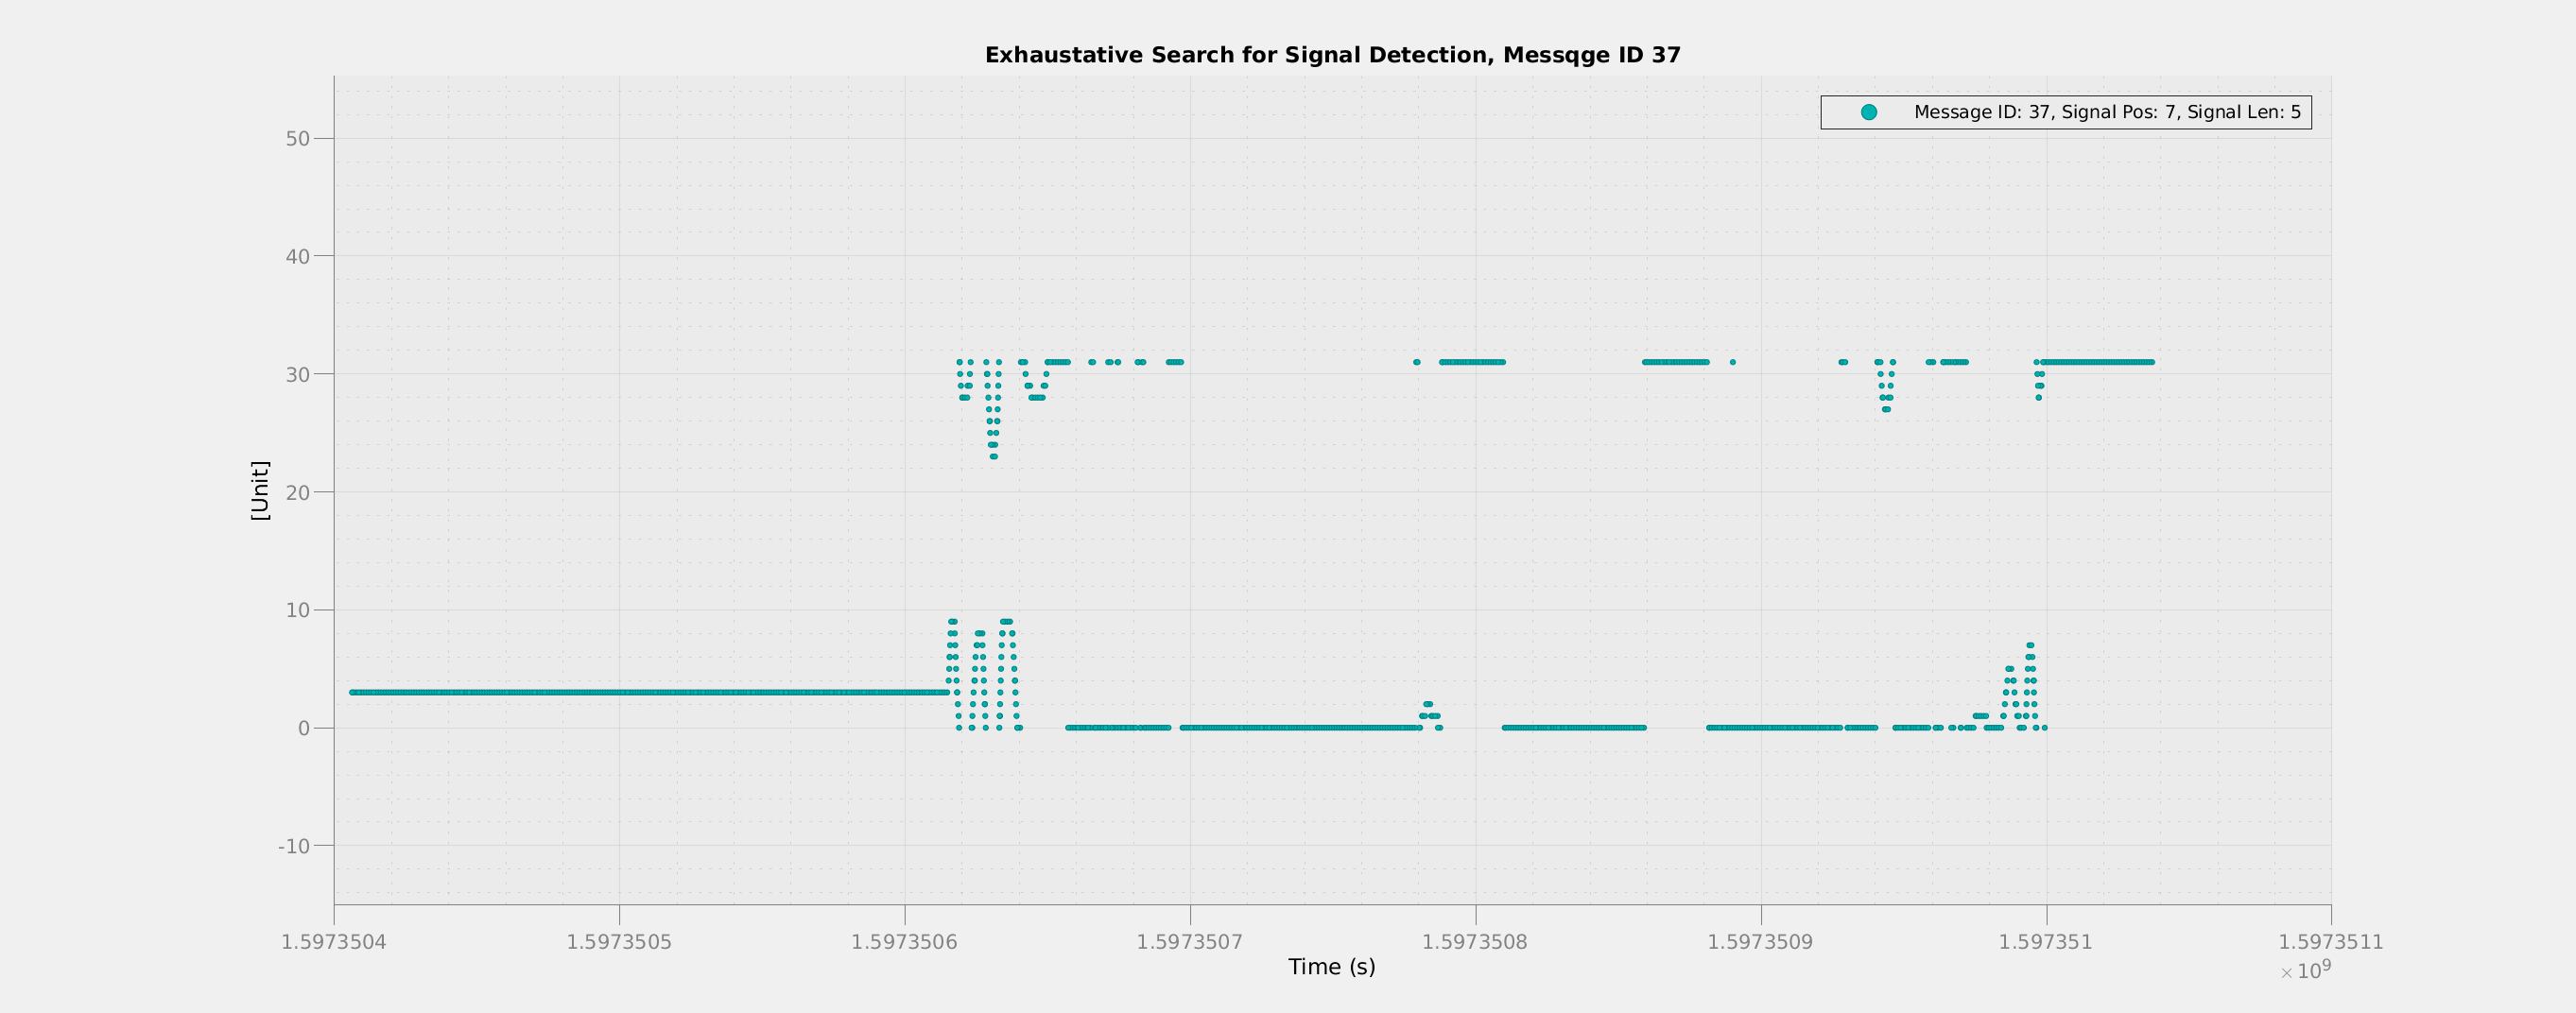 Exhaustative Search for Signal Detection, Messqge ID 37
Message ID: 37, Signal Pos: 7, Signal Len: 5
50
40
30
20
10
0
-10
[Unit]
1.5973504 1.5973505 1.5973506 1.5973507 1.5973508 1.5973509 1.597351 1.5973511
Time (s)
× 10⁹